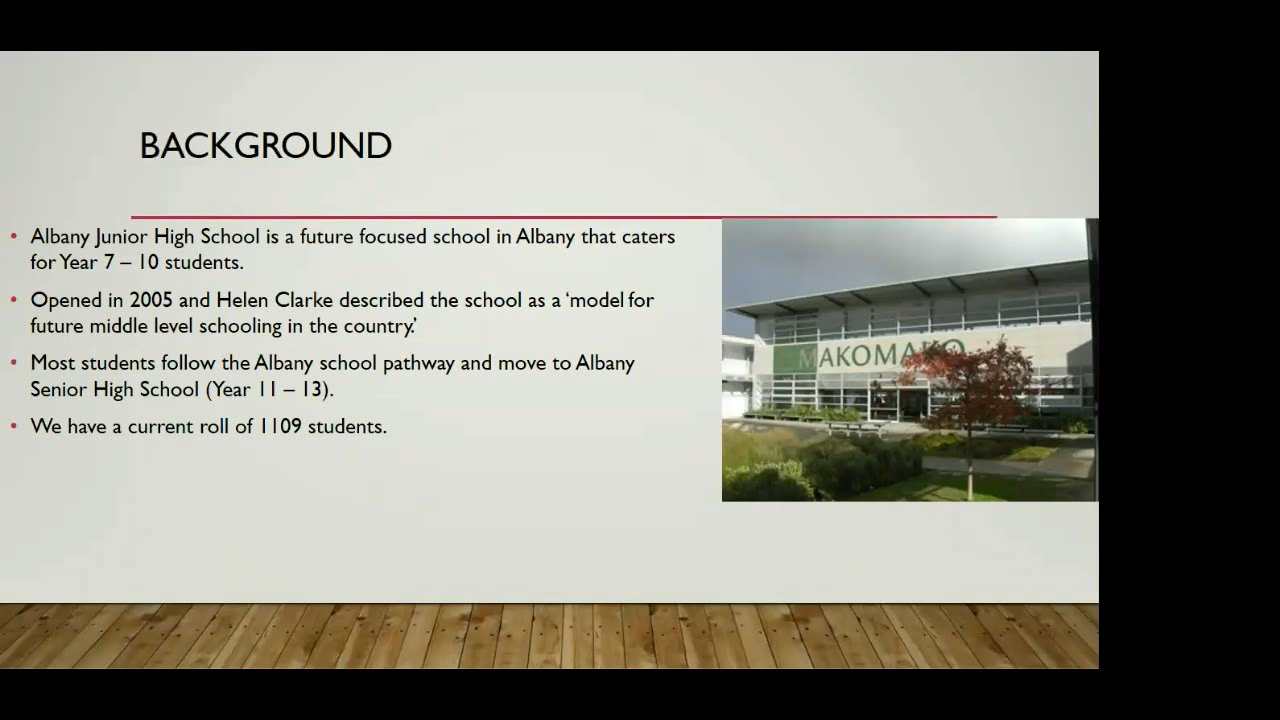 BACKGROUND
• Albany Junior High School is a future focused school in Albany that caters
for Year 7 – 10 students.
• Opened in 2005 and Helen Clarke described the school as a ‘model for
future middle level schooling in the country.’
• Most students follow the Albany school pathway and move to Albany
Senior High School (Year 11 – 13).
• We have a current roll of 1109 students.
MAKOMAKO